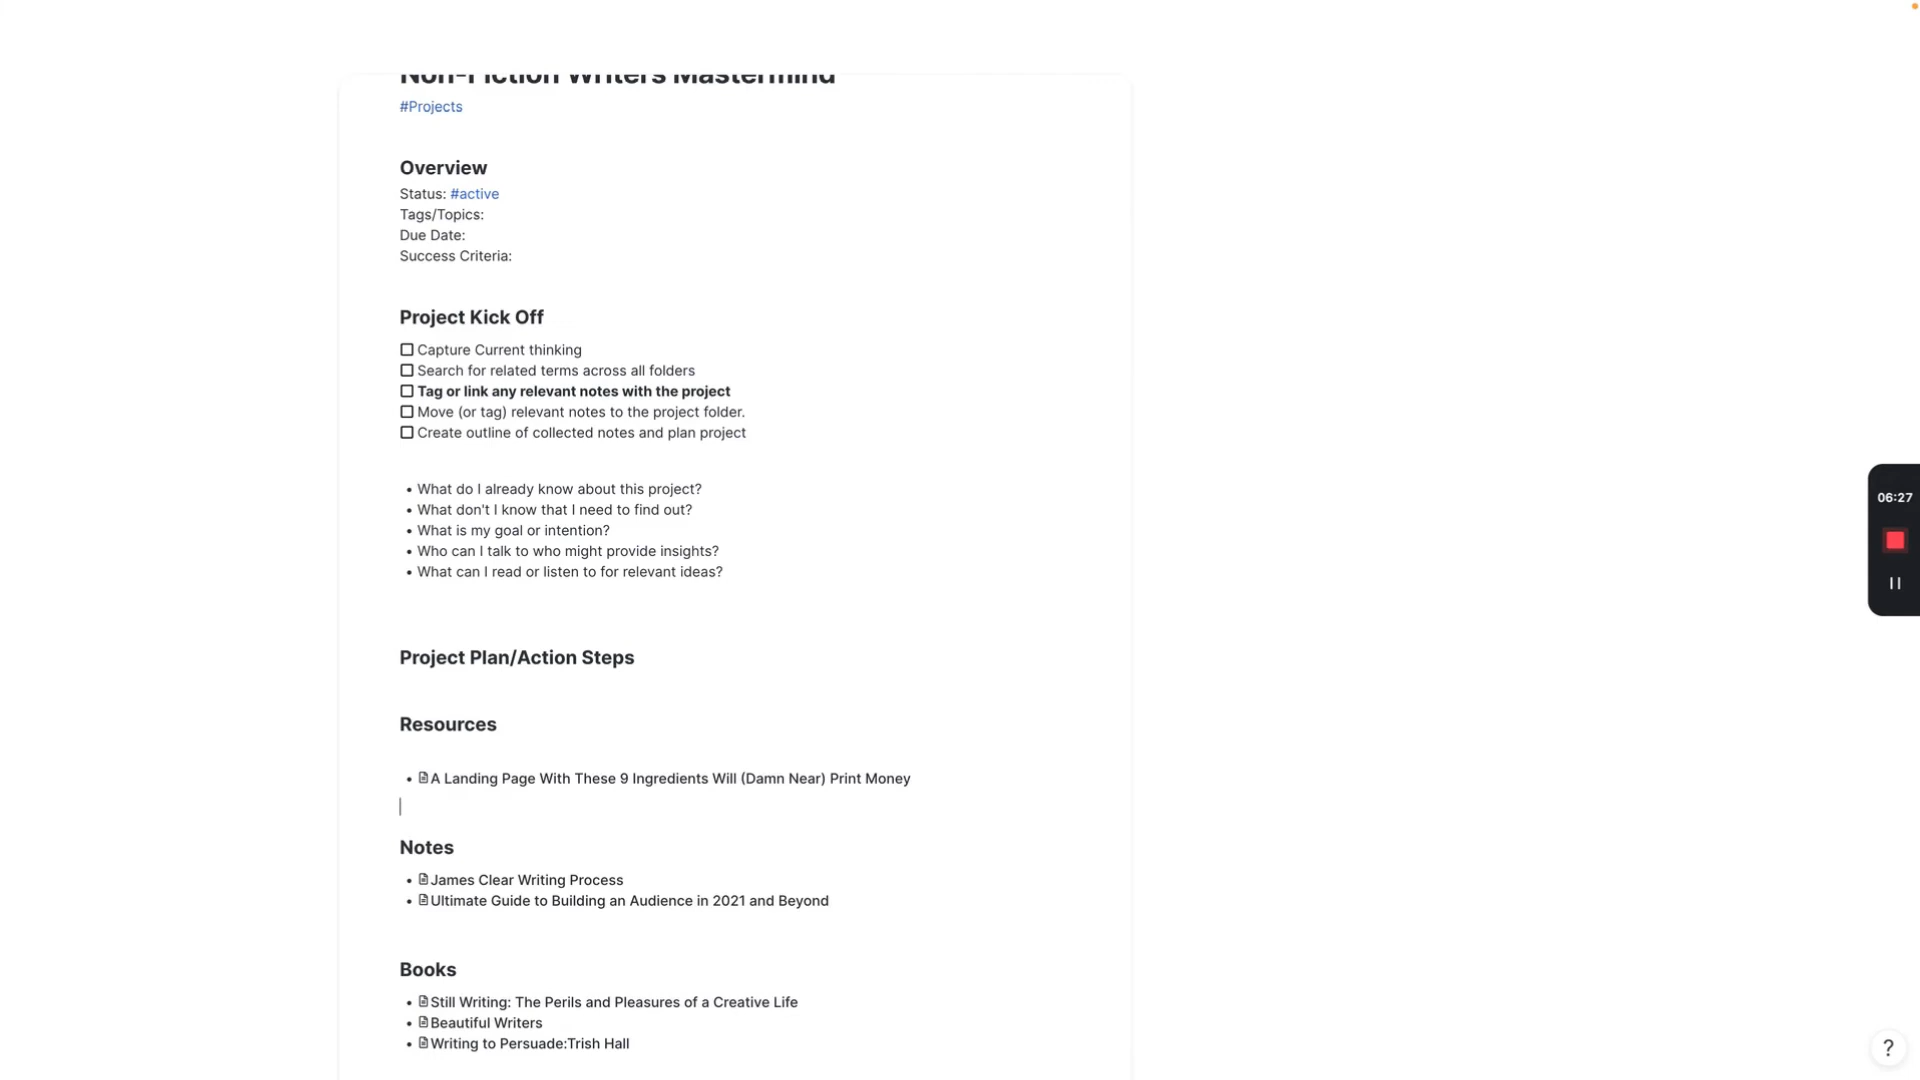 Non-Fiction Writers Mastermind
#Projects
Overview
Status: #active
Tags/Topics:
Due Date:
Success Criteria:
Project Kick Off
Capture Current thinking
Search for related terms across all folders
Tag or link any relevant notes with the project
Move (or tag) relevant notes to the project folder.
Create outline of collected notes and plan project
• What do I already know about this project?
• What don't I know that I need to find out?
• What is my goal or intention?
• Who can I talk to who might provide insights?
• What can I read or listen to for relevant ideas?
06:27
Project Plan/Action Steps
Resources
• A Landing Page With These 9 Ingredients Will (Damn Near) Print Money
Notes
• James Clear Writing Process
• Ultimate Guide to Building an Audience in 2021 and Beyond
Books
• Still Writing: The Perils and Pleasures of a Creative Life
• Beautiful Writers
• Writing to Persuade:Trish Hall
?